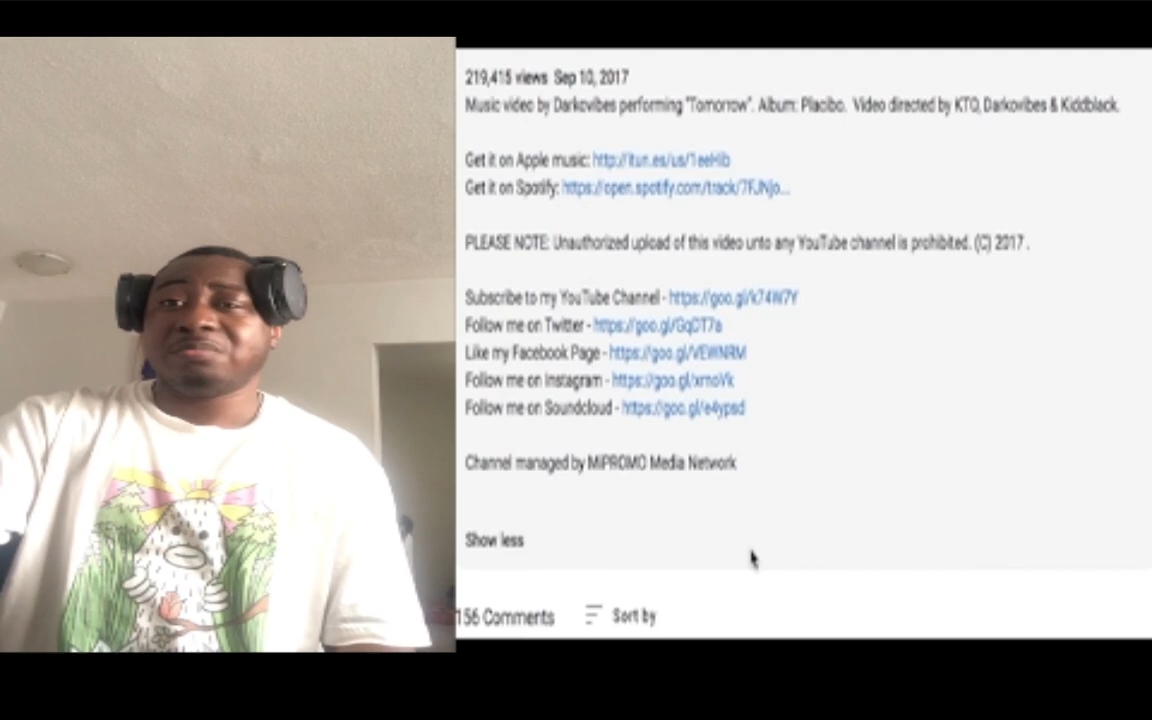 219,415 views Sep 10, 2017
Music video by Darkovibes performing "Tomorrow". Album: Placibo. Video directed by KTO, Darkovibes & Kiddblack.
Get it on Apple music: http://itun.es/us/1eeHib
Get it on Spotify: https://open.spotify.com/track/7FJNjo...
PLEASE NOTE: Unauthorized upload of this video unto any YouTube channel is prohibited. (C) 2017 .
Subscribe to my YouTube Channel - https://goo.gl/k74W7Y
Follow me on Twitter - https://goo.gl/GqDT7a
Like my Facebook Page - https://goo.gl/VEWNRM
Follow me on Instagram - https://goo.gl/xrnoVk
Follow me on Soundcloud - https://goo.gl/e4ypsd
Channel managed by MiPROMO Media Network
Show less
156 Comments Sort by